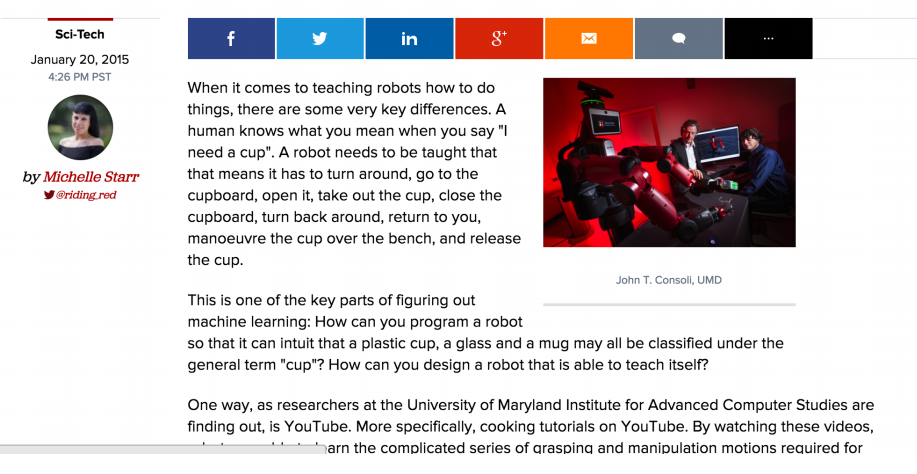 Sci-Tech
January 20, 2015
4:26 PM PST
by Michelle Starr
@riding_red
f
in
g+
...
When it comes to teaching robots how to do
things, there are some very key differences. A
human knows what you mean when you say "I
need a cup". A robot needs to be taught that
that means it has to turn around, go to the
cupboard, open it, take out the cup, close the
cupboard, turn back around, return to you,
manoeuvre the cup over the bench, and release
the cup.
John T. Consoli, UMD
This is one of the key parts of figuring out
machine learning: How can you program a robot
so that it can intuit that a plastic cup, a glass and a mug may all be classified under the
general term "cup"? How can you design a robot that is able to teach itself?
One way, as researchers at the University of Maryland Institute for Advanced Computer Studies are
finding out, is YouTube. More specifically, cooking tutorials on YouTube. By watching these videos,
the complicated series of grasping and manipulation motions required for